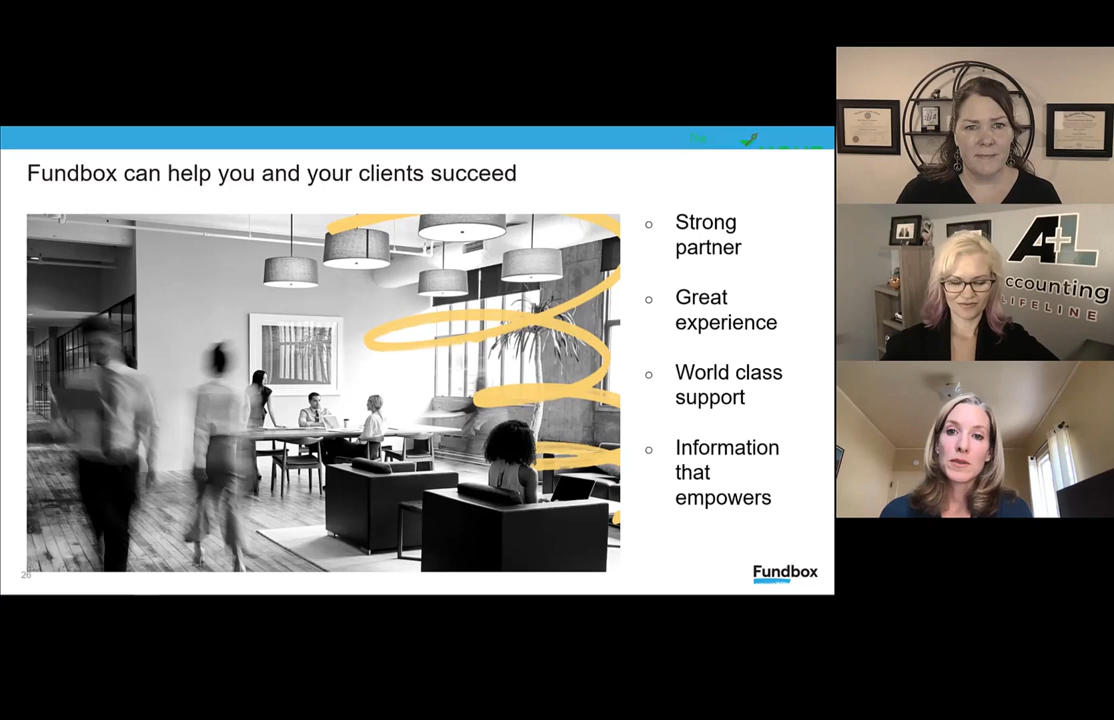 Fundbox can help you and your clients succeed
Strong
partner
Great
experience
World class
support
Information
that
empowers
26
Fundbox
A+L
ccounting
LIFELINE